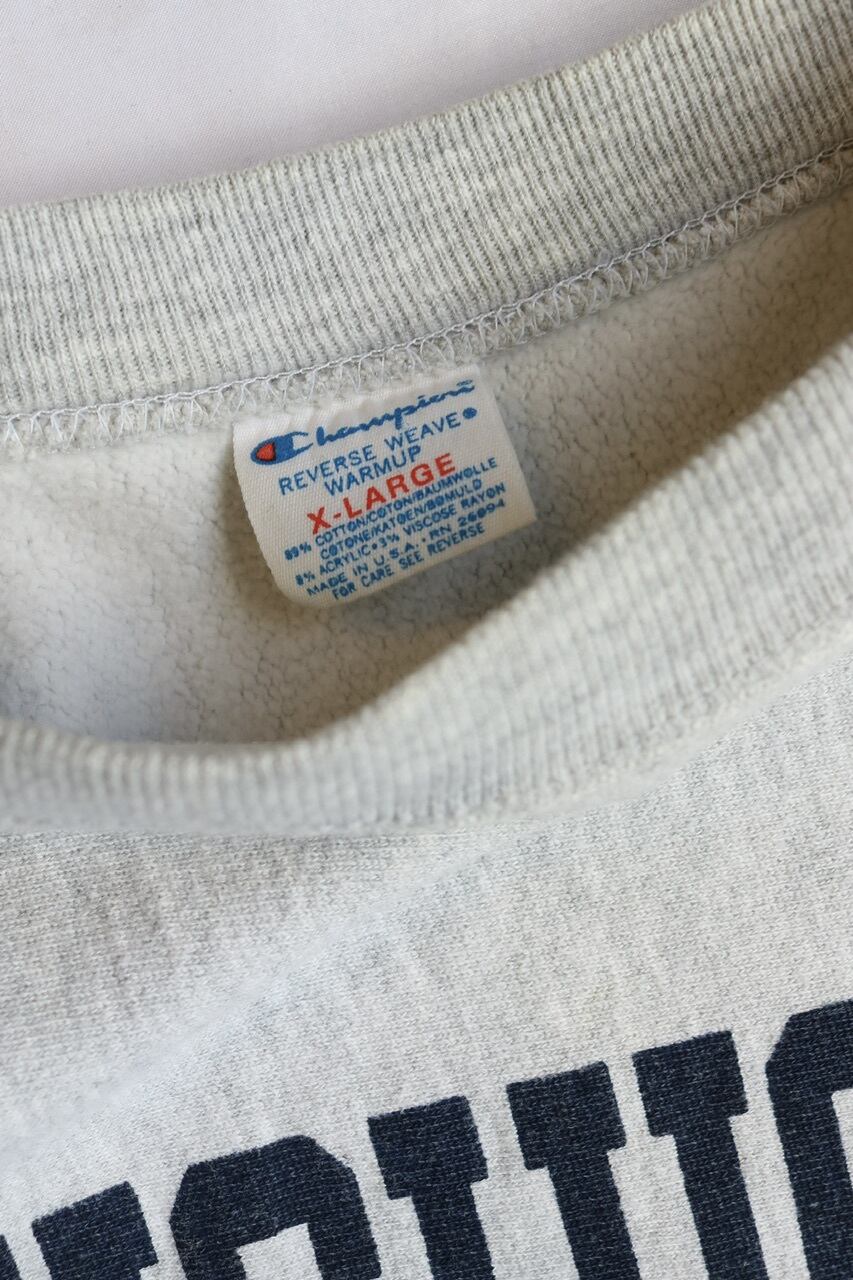 Champion
REVERSE WEAVE®
WARMUP
X-LARGE
89% COTTON/COTON/BAUMWOLLE
COTONE/KATOEN/BOMULD
8% ACRYLIC•3% VISCOSE RAYON
MADE IN U.S.A.•RN 26094
FOR CARE SEE REVERSE